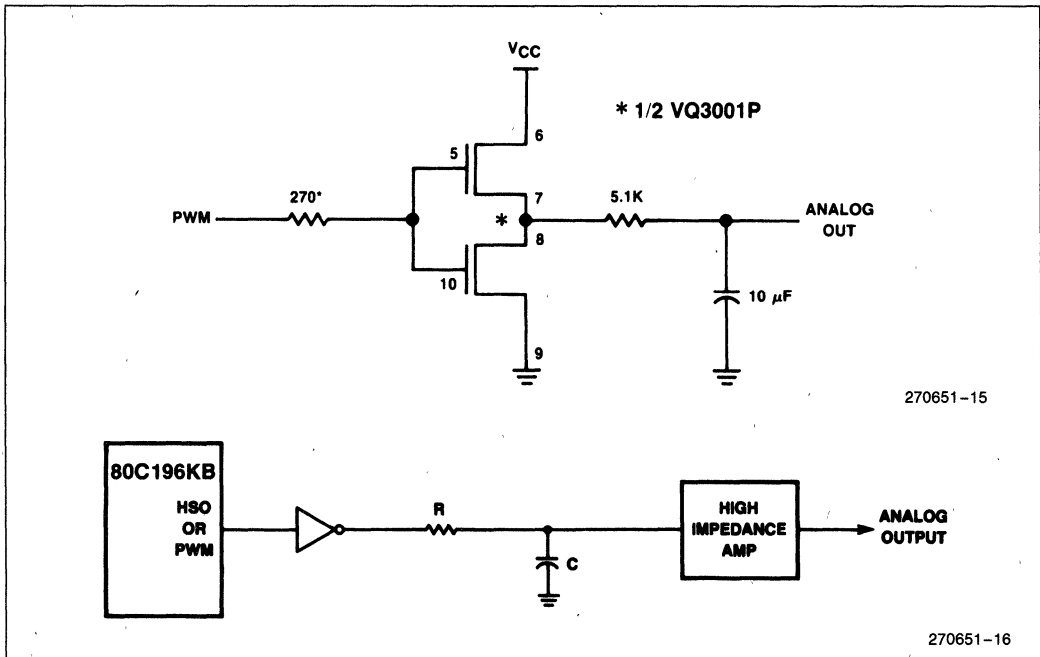 VCC
* 1/2 VQ3001P
6
5
270*
7
5.1K
PWM
*
ANALOG
OUT
8
10
10 µF
9
270651-15
80C196KB
HSO
OR
PWM
R
C
HIGH
IMPEDANCE
AMP
ANALOG
OUTPUT
270651-16